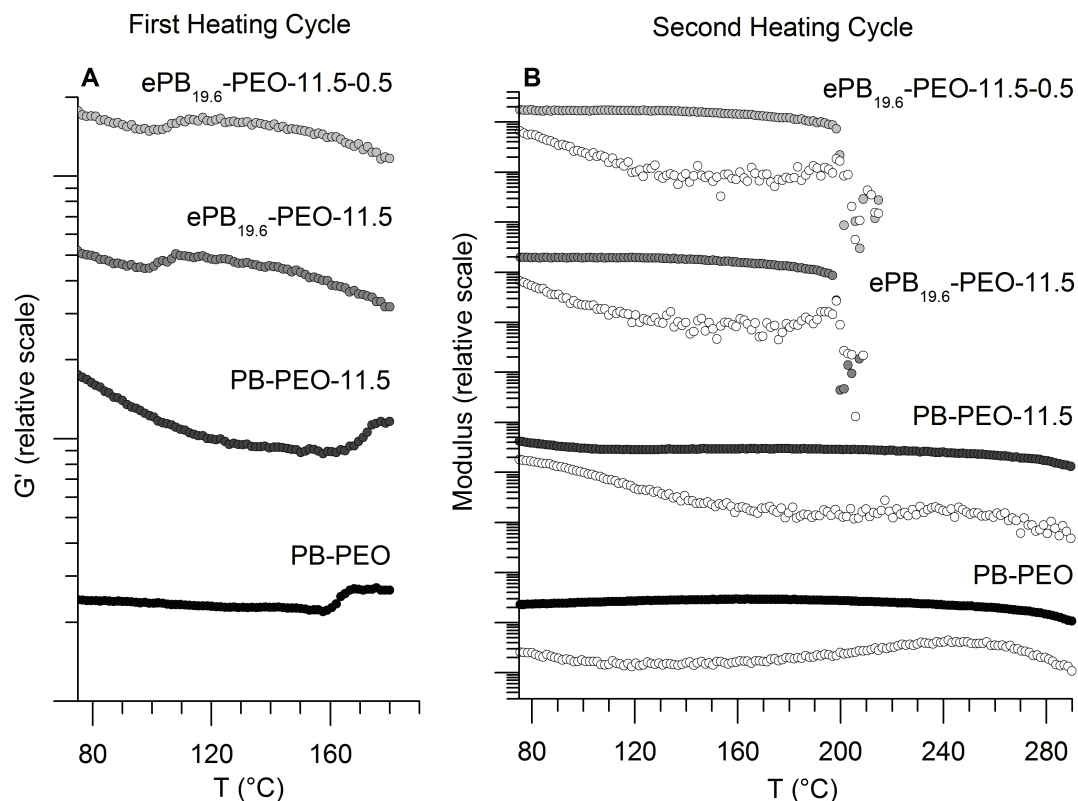 First Heating Cycle
A
ePB19.6-PEO-11.5-0.5
ePB19.6-PEO-11.5
PB-PEO-11.5
PB-PEO
G' (relative scale)
80 120 160
T (°C)
Second Heating Cycle
B
ePB19.6-PEO-11.5-0.5
ePB19.6-PEO-11.5
PB-PEO-11.5
PB-PEO
Modulus (relative scale)
80 120 160 200 240 280
T (°C)